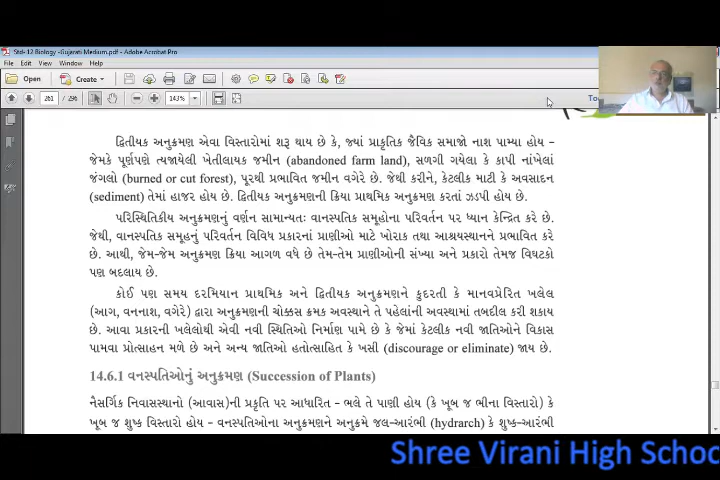 Std- 12 Biology -Gujarati Medium.pdf - Adobe Acrobat Pro
File Edit View Window Help
Open Create
261 / 296 143%
દ્વિતીયક અનુક્રમણ એવા વિસ્તારોમાં શરૂ થાય છે કે, જ્યાં પ્રાકૃતિક જૈવિક સમાજો નાશ પામ્યા હોય –
જેમકે પૂર્ણપણે ત્યજાયેલી ખેતીલાયક જમીન (abandoned farm land), સળગી ગયેલા કે કાપી નાંખેલાં
જંગલો (burned or cut forest), પૂરથી પ્રભાવિત જમીન વગેરે છે. જેથી કરીને, કેટલીક માટી કે અવસાદન
(sediment) તેમાં હાજર હોય છે. દ્વિતીયક અનુક્રમણની ક્રિયા પ્રાથમિક અનુક્રમણ કરતાં ઝડપી હોય છે.
પરિસ્થિતિકીય અનુક્રમણનું વર્ણન સામાન્યતઃ વાનસ્પતિક સમૂહોના પરિવર્તન પર ધ્યાન કેન્દ્રિત કરે છે.
જેથી, વાનસ્પતિક સમૂહનું પરિવર્તન વિવિધ પ્રકારનાં પ્રાણીઓ માટે ખોરાક તથા આશ્રયસ્થાનને પ્રભાવિત કરે
છે. આથી, જેમ-જેમ અનુક્રમણ ક્રિયા આગળ વધે છે તેમ-તેમ પ્રાણીઓની સંખ્યા અને પ્રકારો તેમજ વિઘટકો
પણ બદલાય છે.
કોઈ પણ સમય દરમિયાન પ્રાથમિક અને દ્વિતીયક અનુક્રમણને કુદરતી કે માનવપ્રેરિત ખલેલ
(આગ, વનનાશ, વગેરે) દ્વારા અનુક્રમણની ચોક્કસ ક્રમક અવસ્થાને તે પહેલાંની અવસ્થામાં તબદીલ કરી શકાય
છે. આવા પ્રકારની ખલેલોથી એવી નવી સ્થિતિઓ નિર્માણ પામે છે કે જેમાં કેટલીક નવી જાતિઓને વિકાસ
પામવા પ્રોત્સાહન મળે છે અને અન્ય જાતિઓ હતોત્સાહિત કે ખસી (discourage or eliminate) જાય છે.
14.6.1 વનસ્પતિઓનું અનુક્રમણ (Succession of Plants)
નૈસર્ગિક નિવાસસ્થાનો (આવાસ)ની પ્રકૃતિ પર આધારિત – ભલે તે પાણી હોય (કે ખૂબ જ ભીના વિસ્તારો) કે
ખૂબ જ શુષ્ક વિસ્તારો હોય – વનસ્પતિઓના અનુક્રમણને અનુક્રમે જલ-આરંભી (hydrarch) કે શુષ્ક-આરંભી
Shree Virani High Schoo